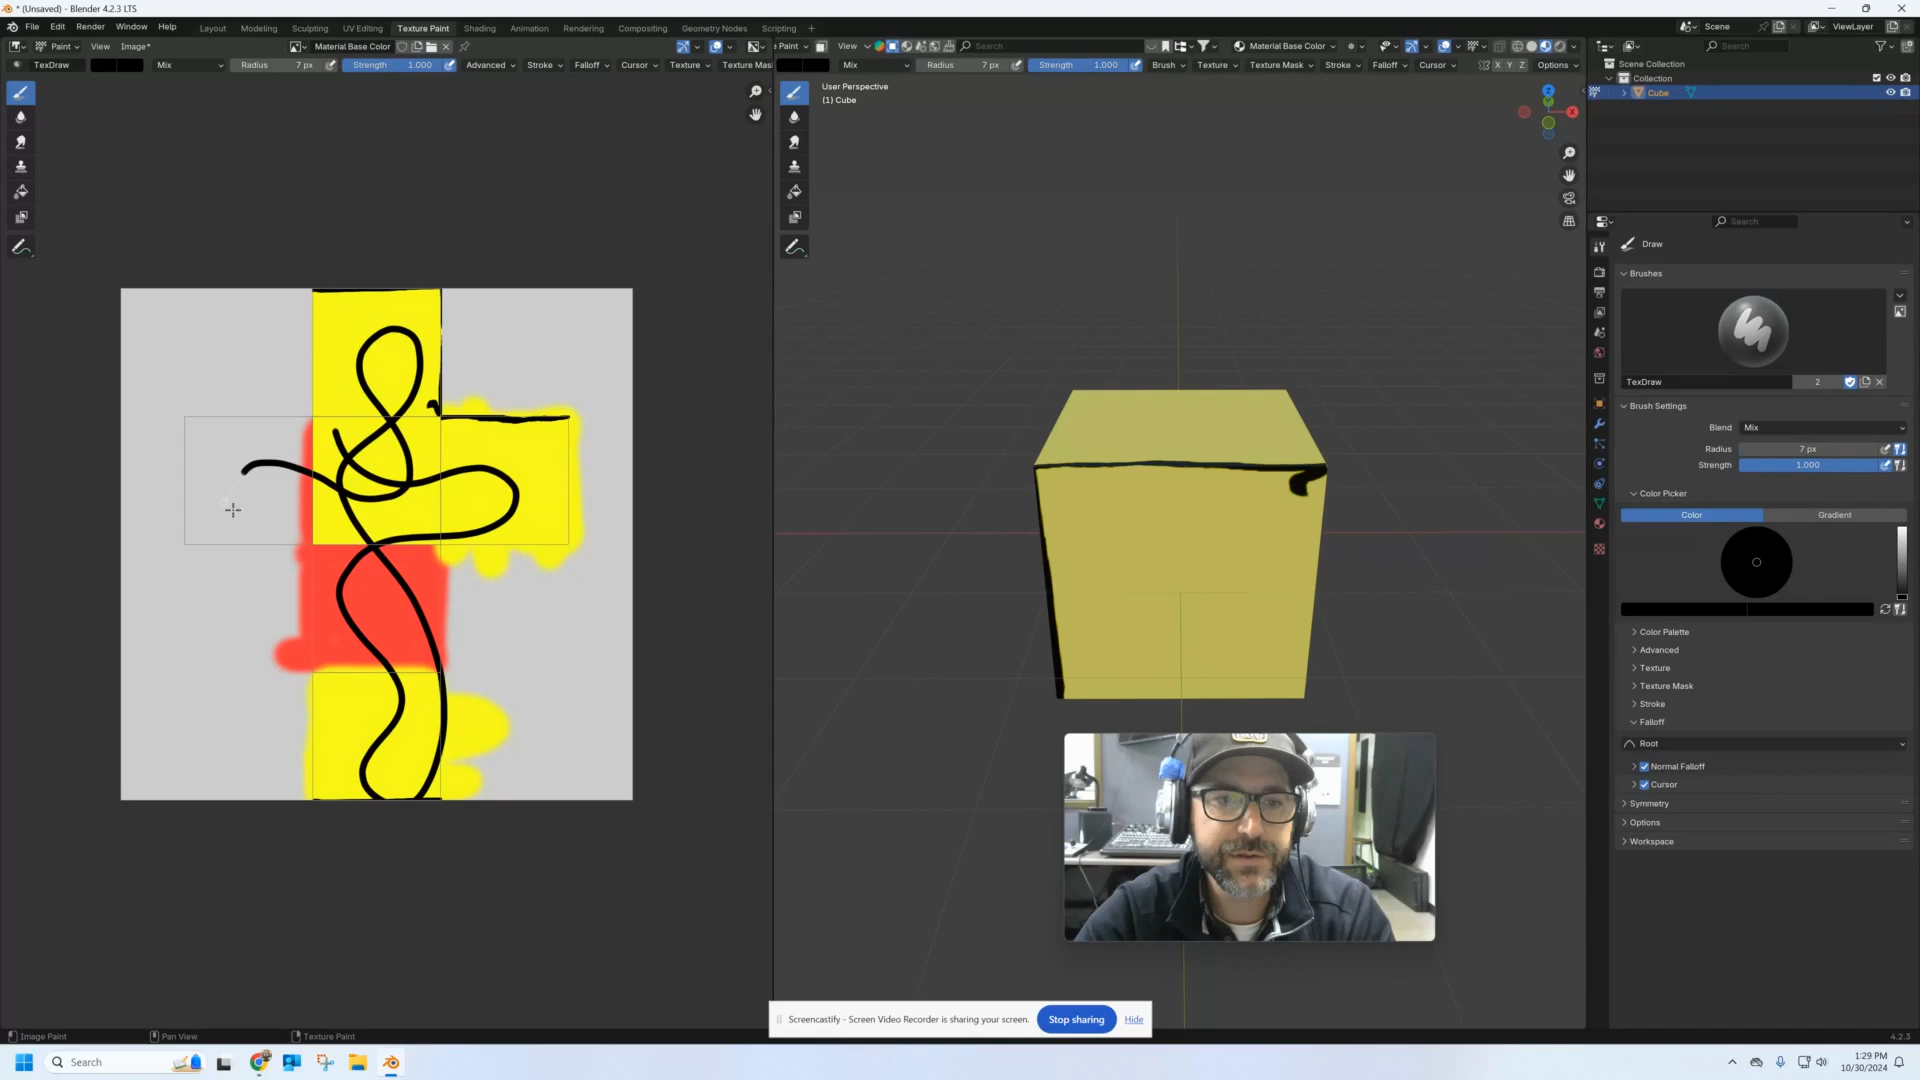 * (Unsaved) - Blender 4.2.3 LTS
File Edit Render Window Help Layout Modeling Sculpting UV Editing Texture Paint Shading Animation Rendering Compositing Geometry Nodes Scripting + Scene ViewLayer
Paint View Image* Material Base Color Paint View Search Material Base Color Search
TexDraw Mix Radius 7 px Strength 1.000 Advanced Stroke Falloff Cursor Texture Texture Mas Mix Radius 7 px Strength 1.000 Brush Texture Texture Mask Stroke Falloff Cursor X Y Z Options
Scene Collection
Collection
Cube
User Perspective
(1) Cube
Z
Y
X
Search
Draw
Brushes
TexDraw 2
Brush Settings
Blend Mix
Radius 7 px
Strength 1.000
Color Picker
Color Gradient
Color Palette
Advanced
Texture
Texture Mask
Stroke
Falloff
Root
Normal Falloff
Cursor
Symmetry
Options
Workspace
Screencastify - Screen Video Recorder is sharing your screen. Stop sharing Hide
Image Paint Pan View Texture Paint 4.2.3
Search
1:29 PM
10/30/2024